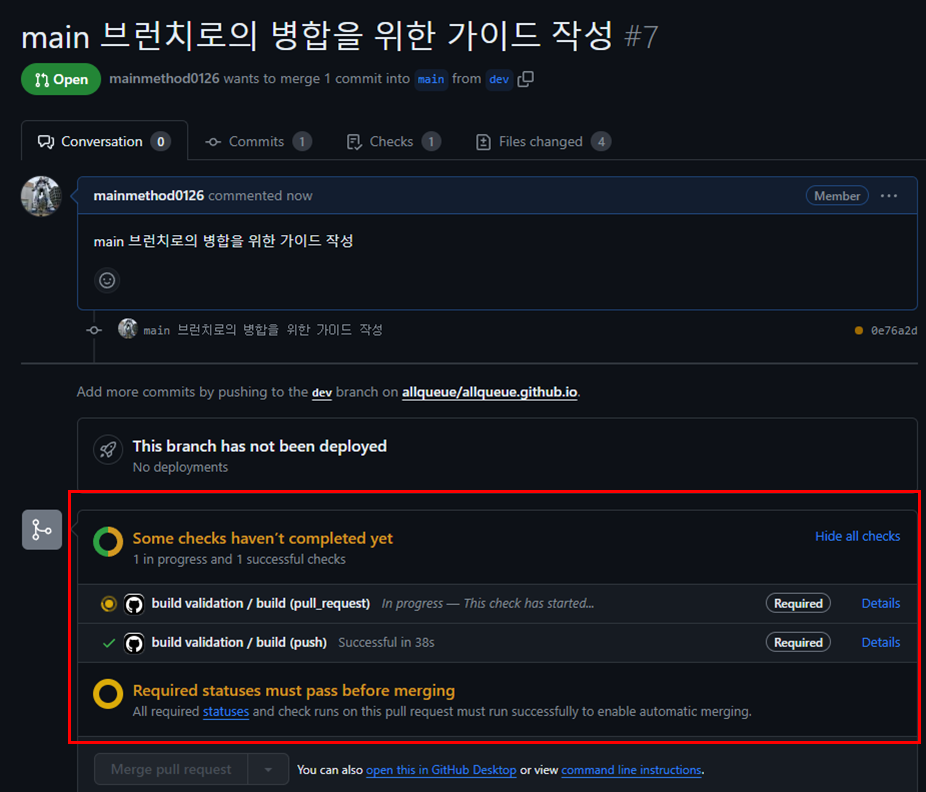 main 브런치로의 병합을 위한 가이드 작성 #7
Open mainmethod0126 wants to merge 1 commit into main from dev
Conversation 0 Commits 1 Checks 1 Files changed 4
mainmethod0126 commented now Member
main 브런치로의 병합을 위한 가이드 작성
main 브런치로의 병합을 위한 가이드 작성 0e76a2d
Add more commits by pushing to the dev branch on allqueue/allqueue.github.io.
This branch has not been deployed
No deployments
Some checks haven't completed yet Hide all checks
1 in progress and 1 successful checks
build validation / build (pull_request) In progress — This check has started... Required Details
build validation / build (push) Successful in 38s Required Details
Required statuses must pass before merging
All required statuses and check runs on this pull request must run successfully to enable automatic merging.
Merge pull request You can also open this in GitHub Desktop or view command line instructions.